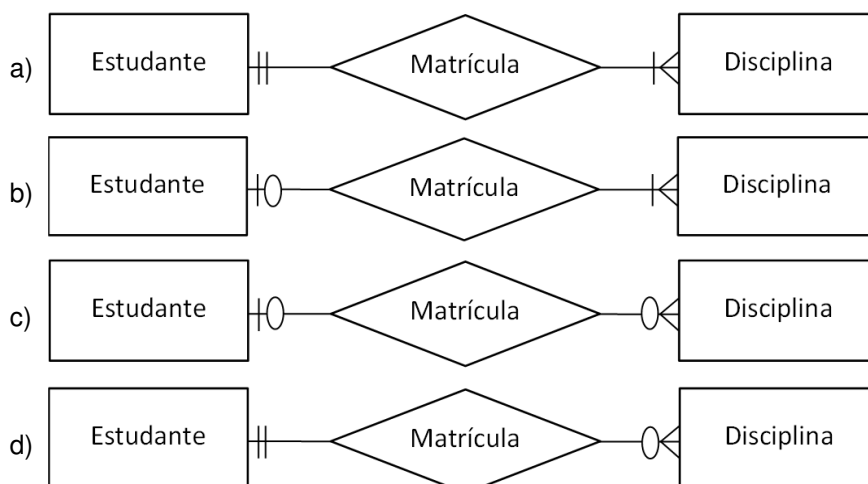 a) Estudante Matrícula Disciplina
b) Estudante Matrícula Disciplina
c) Estudante Matrícula Disciplina
d) Estudante Matrícula Disciplina